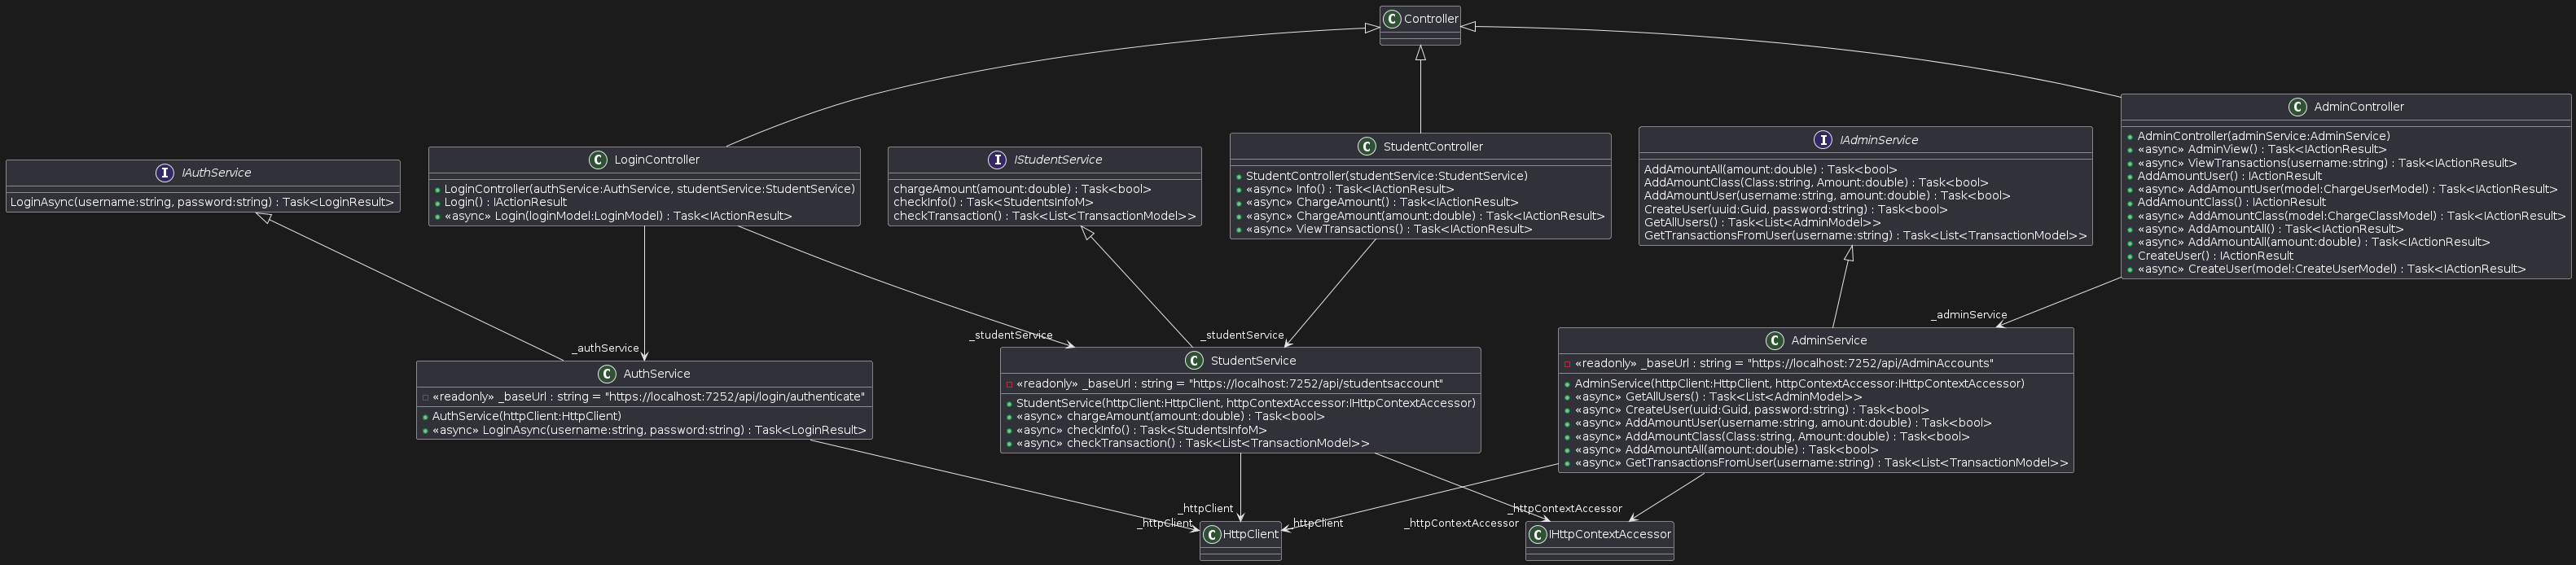 Controller
IAuthService
LoginAsync(username:string, password:string) : Task<LoginResult>
LoginController
LoginController(authService:AuthService, studentService:StudentService)
Login() : IActionResult
«async» Login(loginModel:LoginModel) : Task<IActionResult>
IStudentService
chargeAmount(amount:double) : Task<bool>
checkInfo() : Task<StudentsInfoM>
checkTransaction() : Task<List<TransactionModel>>
StudentController
StudentController(studentService:StudentService)
«async» Info() : Task<IActionResult>
«async» ChargeAmount() : Task<IActionResult>
«async» ChargeAmount(amount:double) : Task<IActionResult>
«async» ViewTransactions() : Task<IActionResult>
IAdminService
AddAmountAll(amount:double) : Task<bool>
AddAmountClass(Class:string, Amount:double) : Task<bool>
AddAmountUser(username:string, amount:double) : Task<bool>
CreateUser(uuid:Guid, password:string) : Task<bool>
GetAllUsers() : Task<List<AdminModel>>
GetTransactionsFromUser(username:string) : Task<List<TransactionModel>>
AdminController
AdminController(adminService:AdminService)
«async» AdminView() : Task<IActionResult>
«async» ViewTransactions(username:string) : Task<IActionResult>
AddAmountUser() : IActionResult
«async» AddAmountUser(model:ChargeUserModel) : Task<IActionResult>
AddAmountClass() : IActionResult
«async» AddAmountClass(model:ChargeClassModel) : Task<IActionResult>
«async» AddAmountAll() : Task<IActionResult>
«async» AddAmountAll(amount:double) : Task<IActionResult>
CreateUser() : IActionResult
«async» CreateUser(model:CreateUserModel) : Task<IActionResult>
_authService
_studentService
_studentService
_adminService
AuthService
«readonly» _baseUrl : string = "https://localhost:7252/api/login/authenticate"
AuthService(httpClient:HttpClient)
«async» LoginAsync(username:string, password:string) : Task<LoginResult>
StudentService
«readonly» _baseUrl : string = "https://localhost:7252/api/studentsaccount"
StudentService(httpClient:HttpClient, httpContextAccessor:IHttpContextAccessor)
«async» chargeAmount(amount:double) : Task<bool>
«async» checkInfo() : Task<StudentsInfoM>
«async» checkTransaction() : Task<List<TransactionModel>>
AdminService
«readonly» _baseUrl : string = "https://localhost:7252/api/AdminAccounts"
AdminService(httpClient:HttpClient, httpContextAccessor:IHttpContextAccessor)
«async» GetAllUsers() : Task<List<AdminModel>>
«async» CreateUser(uuid:Guid, password:string) : Task<bool>
«async» AddAmountUser(username:string, amount:double) : Task<bool>
«async» AddAmountClass(Class:string, Amount:double) : Task<bool>
«async» AddAmountAll(amount:double) : Task<bool>
«async» GetTransactionsFromUser(username:string) : Task<List<TransactionModel>>
_httpClient
_httpClient
_httpClient
_httpContextAccessor
_httpContextAccessor
HttpClient
IHttpContextAccessor